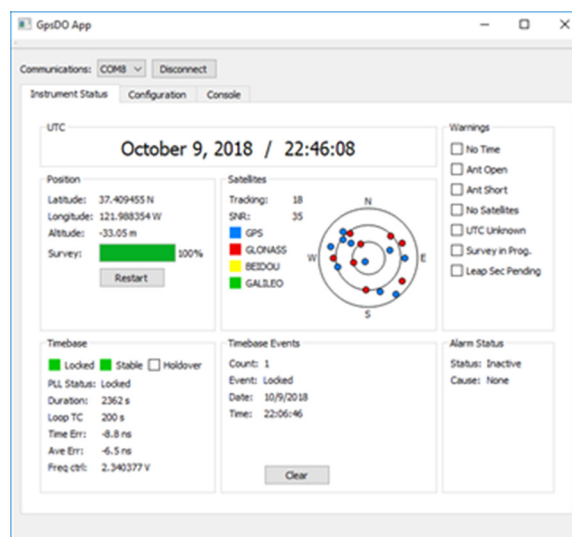 GpsDO App
Communications: COM8 Disconnect
Instrument Status Configuration Console
UTC
October 9, 2018 / 22:46:08
Position
Latitude: 37.409455 N
Longitude: 121.988354 W
Altitude: -33.05 m
Survey: 100%
Restart
Satellites
Tracking: 18
SNR: 35
GPS
GLONASS
BEIDOU
GALILEO
N
W
E
S
Warnings
No Time
Ant Open
Ant Short
No Satellites
UTC Unknown
Survey in Prog.
Leap Sec Pending
Timebase
Locked Stable Holdover
PLL Status: Locked
Duration: 2362 s
Loop TC 200 s
Time Err: -8.8 ns
Ave Err: -6.5 ns
Freq ctrl: 2.340377 V
Timebase Events
Count: 1
Event: Locked
Date: 10/9/2018
Time: 22:06:46
Clear
Alarm Status
Status: Inactive
Cause: None